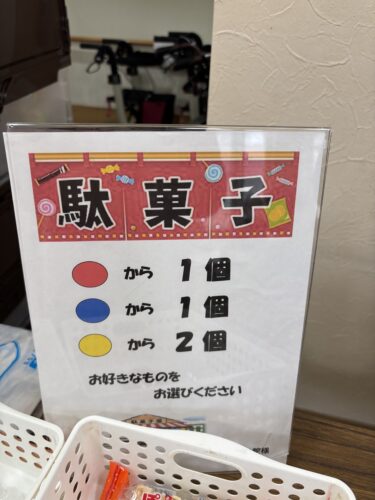 駄菓子
から 1個
から 1個
から 2個
お好きなものを
お選びください